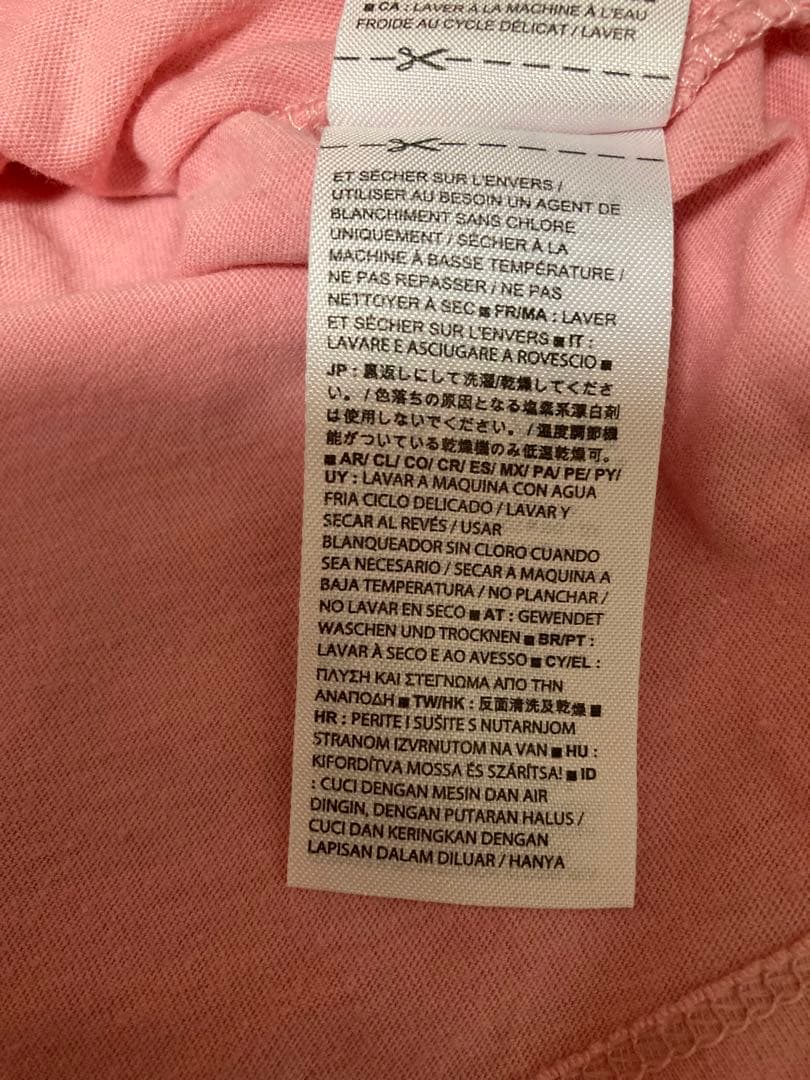 ■ CA : LAVER À LA MACHINE À L'EAU
FROIDE AU CYCLE DÉLICAT / LAVER
ET SÉCHER SUR L'ENVERS /
UTILISER AU BESOIN UN AGENT DE
BLANCHIMENT SANS CHLORE
UNIQUEMENT / SÉCHER À LA
MACHINE À BASSE TEMPÉRATURE /
NE PAS REPASSER / NE PAS
NETTOYER À SEC ■ FR/MA : LAVER
ET SÉCHER SUR L'ENVERS ■ IT :
LAVARE E ASCIUGARE A ROVESCIO ■
JP :裏返しにして洗濯/乾燥してくださ
い。/ 色落ちの原因となる塩素系漂白剤
は使用しないでください。/ 温度調節機
能がついている乾燥機のみ低温乾燥可。
■ AR/ CL/ CO/ CR/ ES/ MX/ PA/ PE/ PY/
UY : LAVAR A MAQUINA CON AGUA
FRIA CICLO DELICADO / LAVAR Y
SECAR AL REVÉS / USAR
BLANQUEADOR SIN CLORO CUANDO
SEA NECESARIO / SECAR A MAQUINA A
BAJA TEMPERATURA / NO PLANCHAR /
NO LAVAR EN SECO ■ AT : GEWENDET
WASCHEN UND TROCKNEN ■ BR/PT :
LAVAR À SECO E AO AVESSO ■ CY/EL :
ΠΛΥΣΗ ΚΑΙ ΣΤΕΓΝΩΜΑ ΑΠΟ ΤΗΝ
ΑΝΑΠΟΔΗ ■ TW/HK : 反面清洗及乾燥 ■
HR : PERITE I SUŠITE S NUTARNJOM
STRANOM IZVRNUTOM NA VAN ■ HU :
KIFORDÍTVA MOSSA ÉS SZÁRÍTSA! ■ ID
: CUCI DENGAN MESIN DAN AIR
DINGIN, DENGAN PUTARAN HALUS /
CUCI DAN KERINGKAN DENGAN
LAPISAN DALAM DILUAR / HANYA